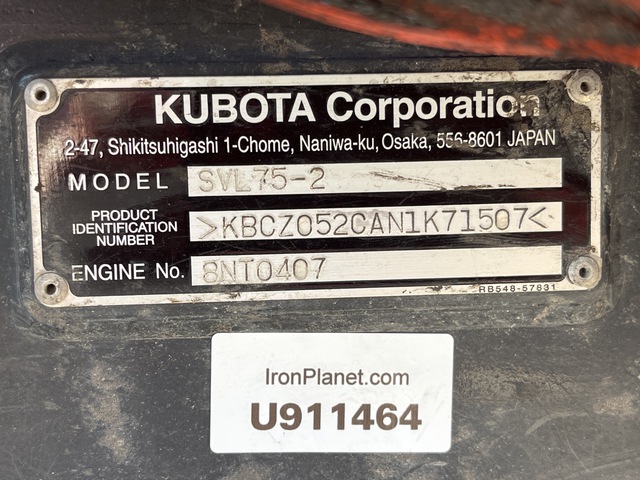 KUBOTA Corporation
2-47, Shikitsuhigashi 1-Chome, Naniwa-ku, Osaka, 556-8601 JAPAN
MODEL SVL75-2
PRODUCT IDENTIFICATION NUMBER >KBCZ052CAN1K71507<
ENGINE No. 8NT0407
RB548-57831
IronPlanet.com
U911464